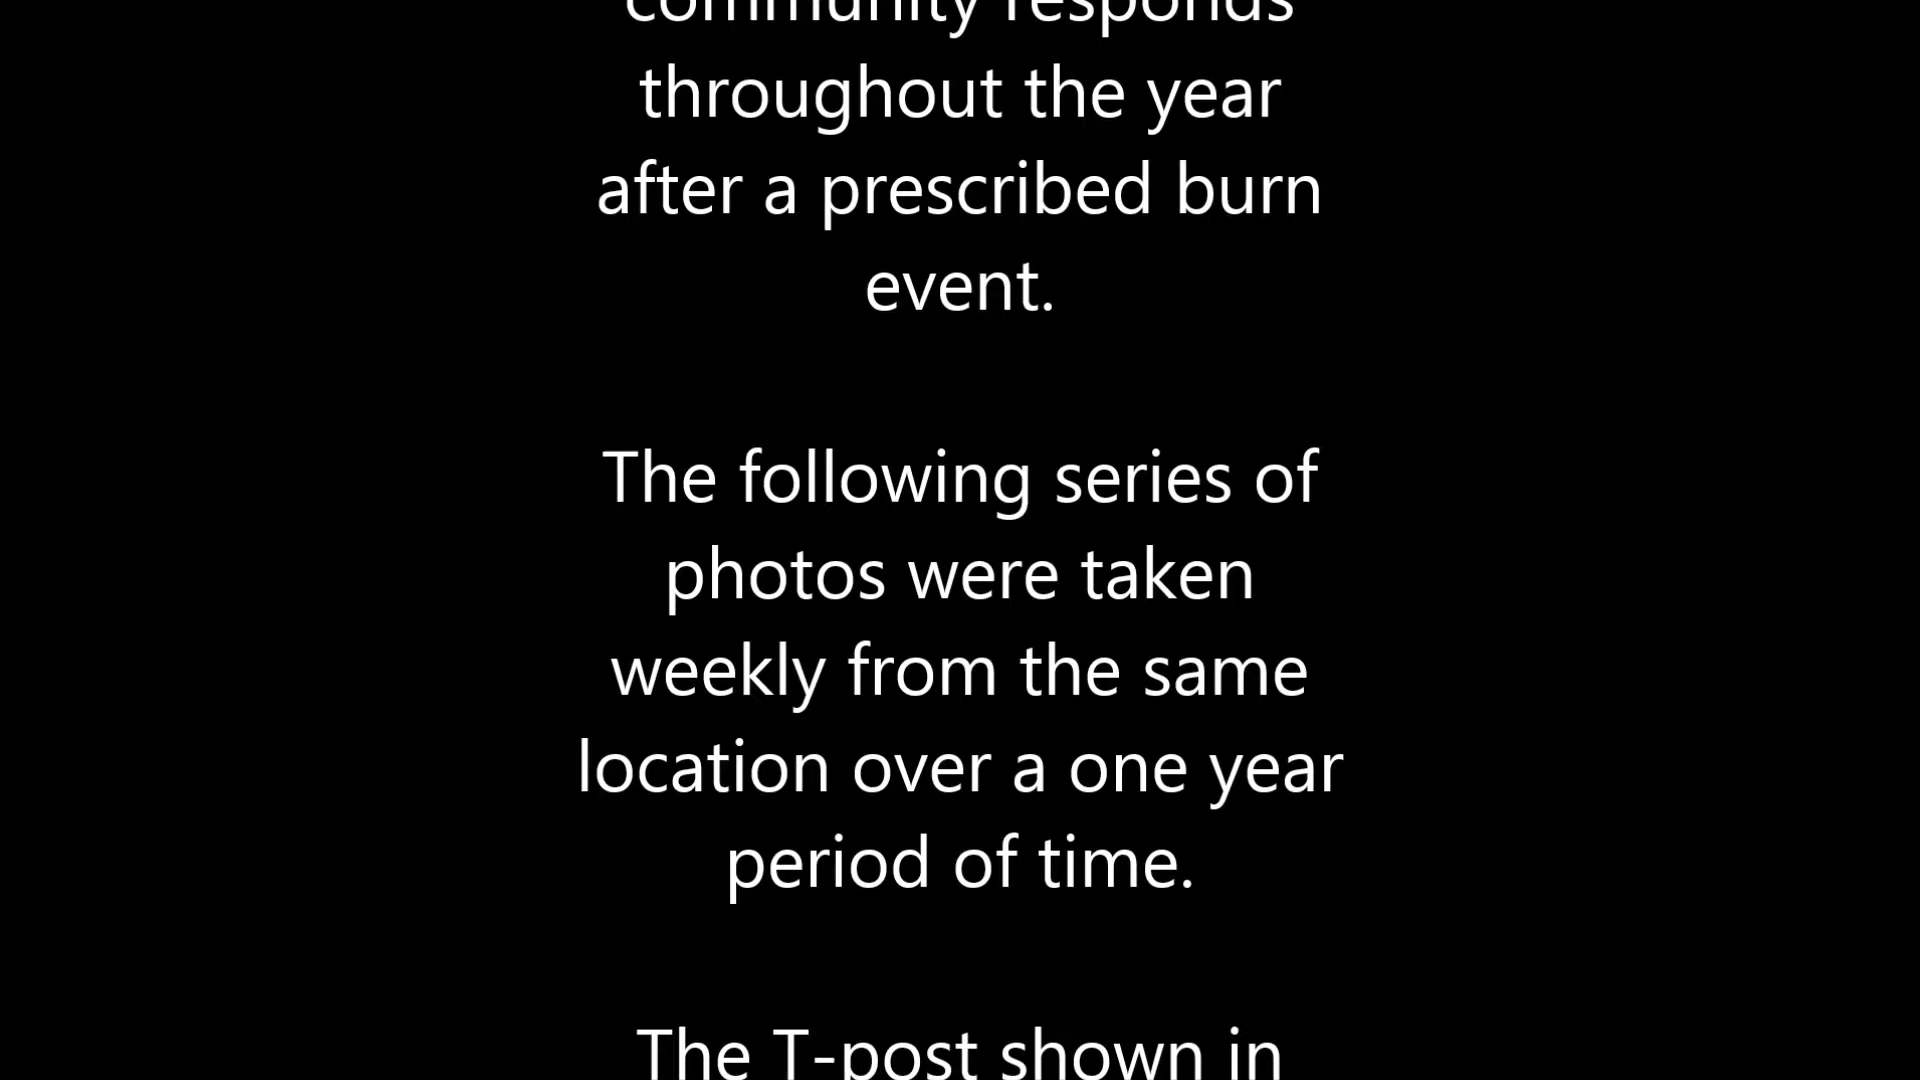 community responds
throughout the year
after a prescribed burn
event.
The following series of
photos were taken
weekly from the same
location over a one year
period of time.
The T-post shown in